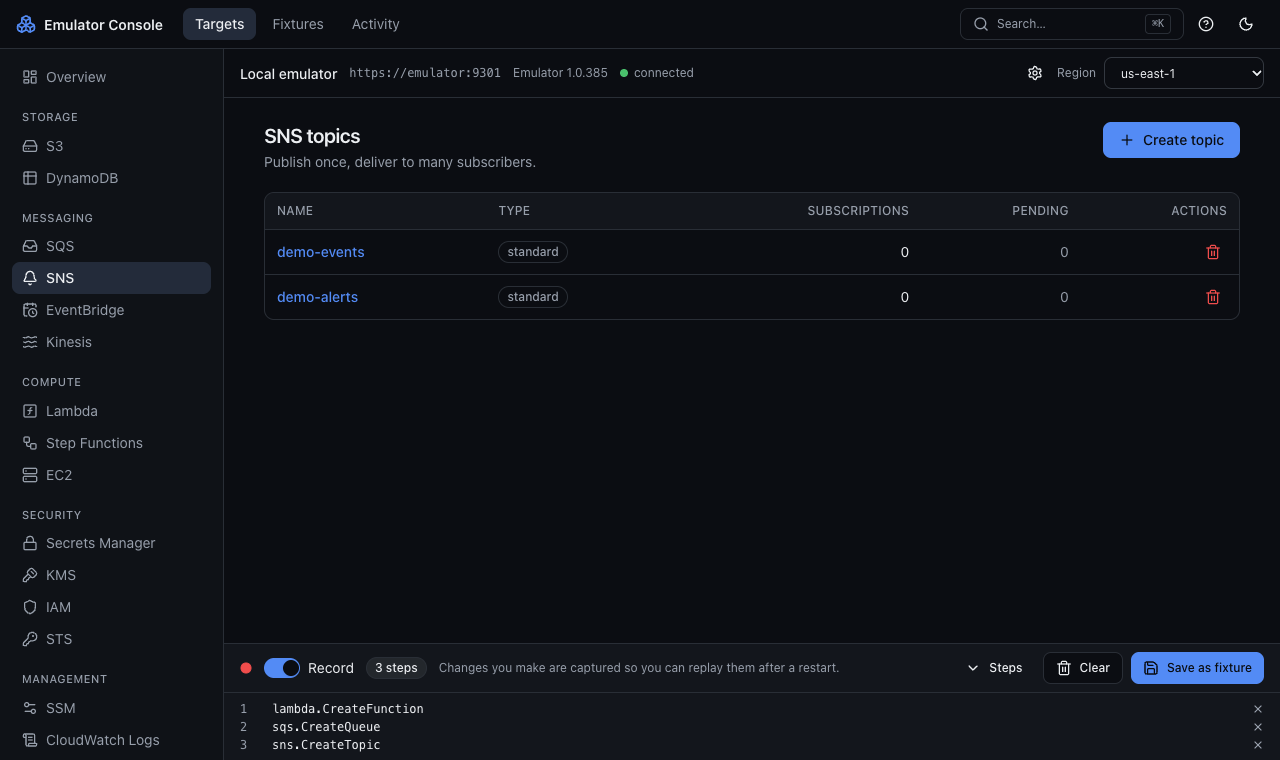 Emulator Console
Targets
Fixtures
Activity
Search...
⌘K
Overview
STORAGE
S3
DynamoDB
MESSAGING
SQS
SNS
EventBridge
Kinesis
COMPUTE
Lambda
Step Functions
EC2
SECURITY
Secrets Manager
KMS
IAM
STS
MANAGEMENT
SSM
CloudWatch Logs
Local emulator https://emulator:9301 Emulator 1.0.385 connected
Region us-east-1
SNS topics
Publish once, deliver to many subscribers.
Create topic
NAME TYPE SUBSCRIPTIONS PENDING ACTIONS
demo-events standard 0 0
demo-alerts standard 0 0
Record 3 steps Changes you make are captured so you can replay them after a restart. Steps Clear Save as fixture
1 lambda.CreateFunction
2 sqs.CreateQueue
3 sns.CreateTopic